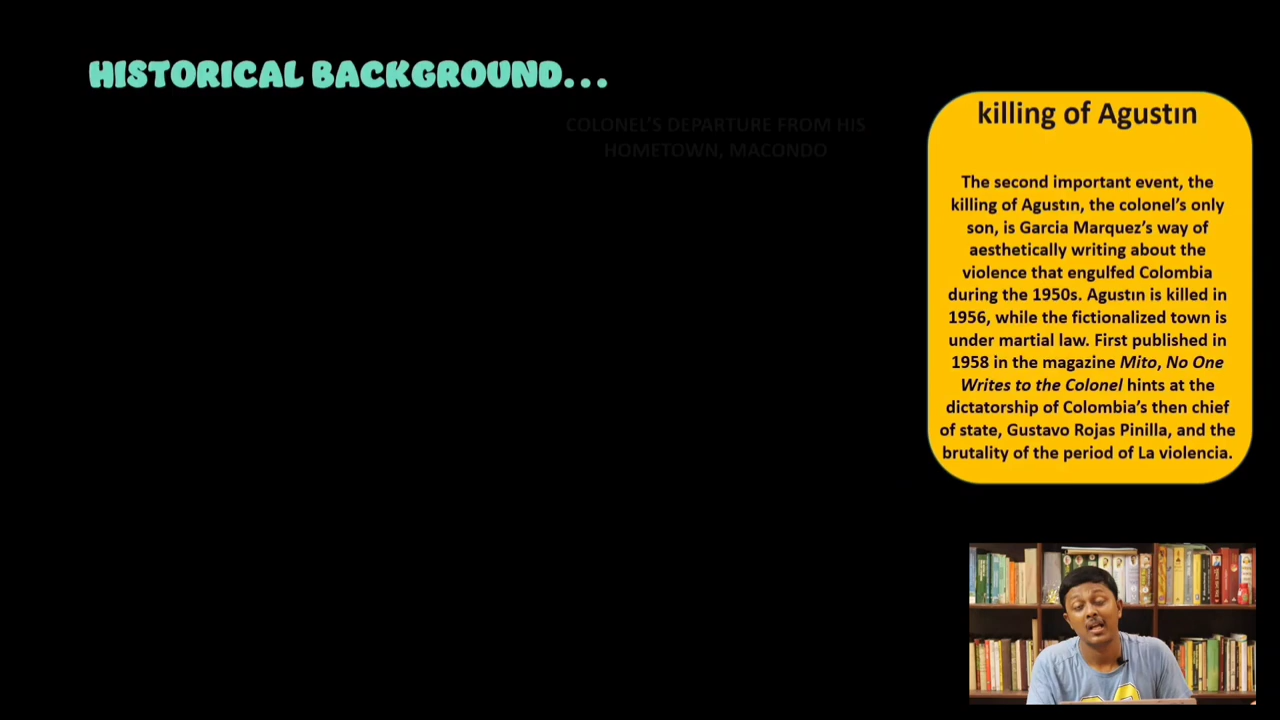 HISTORICAL BACKGROUND...
COLONEL'S DEPARTURE FROM HIS
HOMETOWN, MACONDO
killing of Agustın
The second important event, the
killing of Agustın, the colonel's only
son, is Garcia Marquez's way of
aesthetically writing about the
violence that engulfed Colombia
during the 1950s. Agustın is killed in
1956, while the fictionalized town is
under martial law. First published in
1958 in the magazine Mito, No One
Writes to the Colonel hints at the
dictatorship of Colombia's then chief
of state, Gustavo Rojas Pinilla, and the
brutality of the period of La violencia.